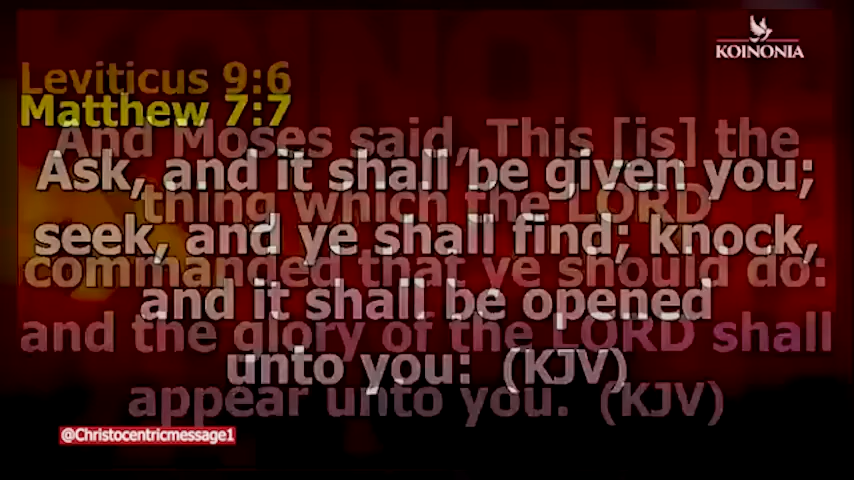 KOINONIA
Leviticus 9:6
Matthew 7:7
And Moses said, This [is] the
Ask, and it shall be given you;
thing which the LORD
seek, and ye shall find; knock,
commanded that ye should do:
and it shall be opened
and the glory of the LORD shall
unto you: (KJV)
appear unto you. (KJV)
@Christocentricmessage1